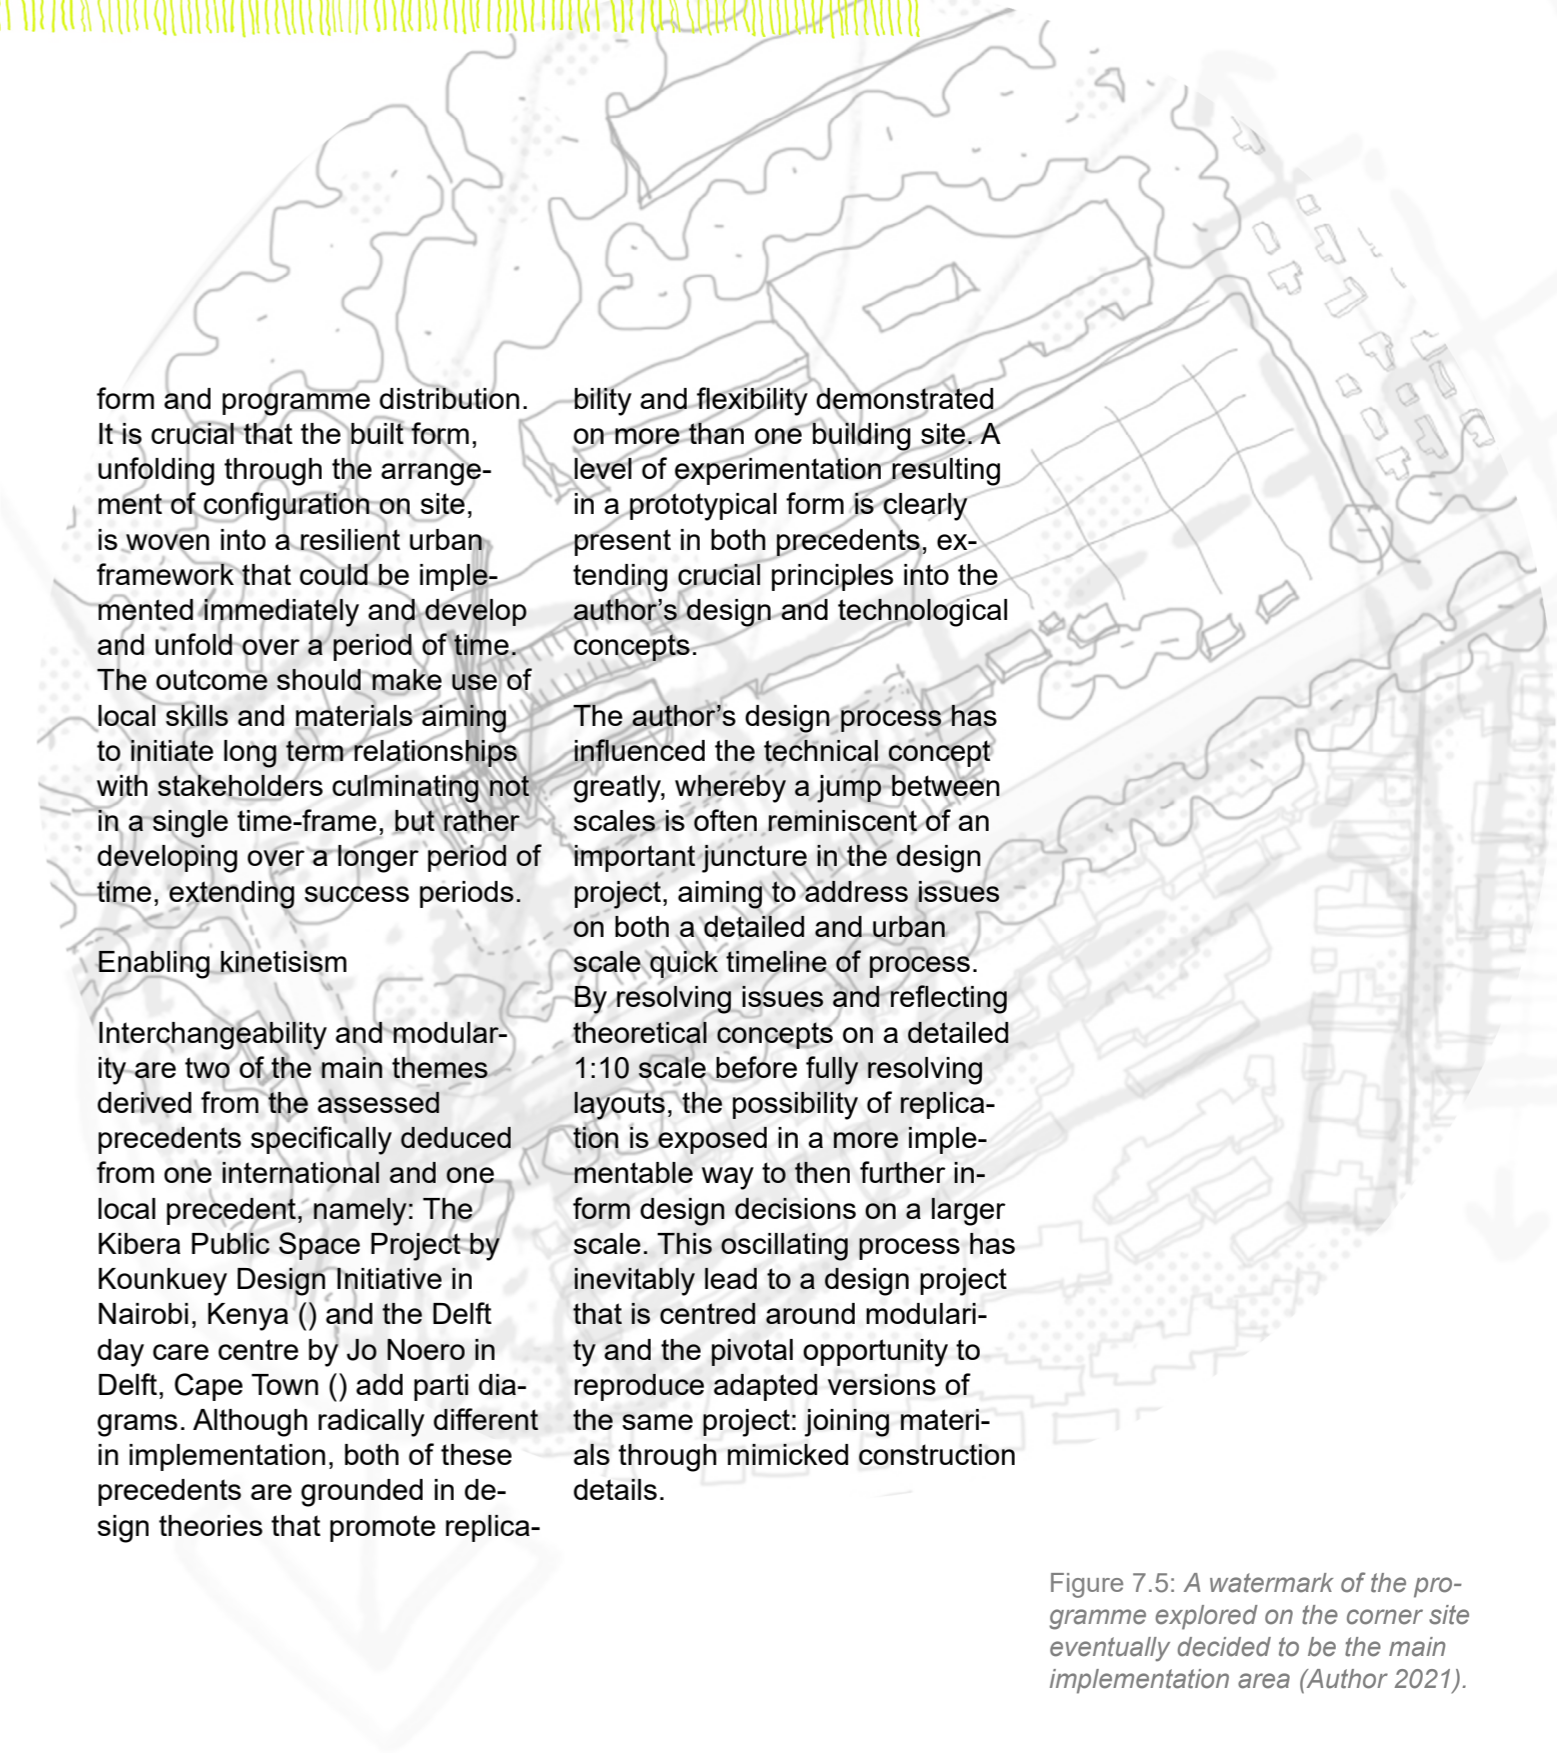 form and programme distribution.
It is crucial that the built form,
unfolding through the arrange-
ment of configuration on site,
is woven into a resilient urban
framework that could be imple-
mented immediately and develop
and unfold over a period of time.
The outcome should make use of
local skills and materials aiming
to initiate long term relationships
with stakeholders culminating not
in a single time-frame, but rather
developing over a longer period of
time, extending success periods.
Enabling kinetisism
Interchangeability and modular-
ity are two of the main themes
derived from the assessed
precedents specifically deduced
from one international and one
local precedent, namely: The
Kibera Public Space Project by
Kounkuey Design Initiative in
Nairobi, Kenya () and the Delft
day care centre by Jo Noero in
Delft, Cape Town () add parti dia-
grams. Although radically different
in implementation, both of these
precedents are grounded in de-
sign theories that promote replica-
bility and flexibility demonstrated
on more than one building site. A
level of experimentation resulting
in a prototypical form is clearly
present in both precedents, ex-
tending crucial principles into the
author's design and technological
concepts.
The author's design process has
influenced the technical concept
greatly, whereby a jump between
scales is often reminiscent of an
important juncture in the design
project, aiming to address issues
on both a detailed and urban
scale quick timeline of process.
By resolving issues and reflecting
theoretical concepts on a detailed
1:10 scale before fully resolving
layouts, the possibility of replica-
tion is exposed in a more imple-
mentable way to then further in-
form design decisions on a larger
scale. This oscillating process has
inevitably lead to a design project
that is centred around modulari-
ty and the pivotal opportunity to
reproduce adapted versions of
the same project: joining materi-
als through mimicked construction
details.
Figure 7.5: A watermark of the pro-
gramme explored on the corner site
eventually decided to be the main
implementation area (Author 2021).